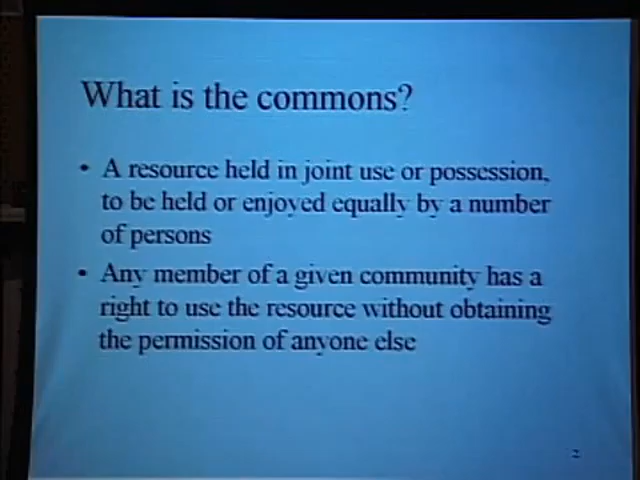 What is the commons?
• A resource held in joint use or possession,
to be held or enjoyed equally by a number
of persons
• Any member of a given community has a
right to use the resource without obtaining
the permission of anyone else
2